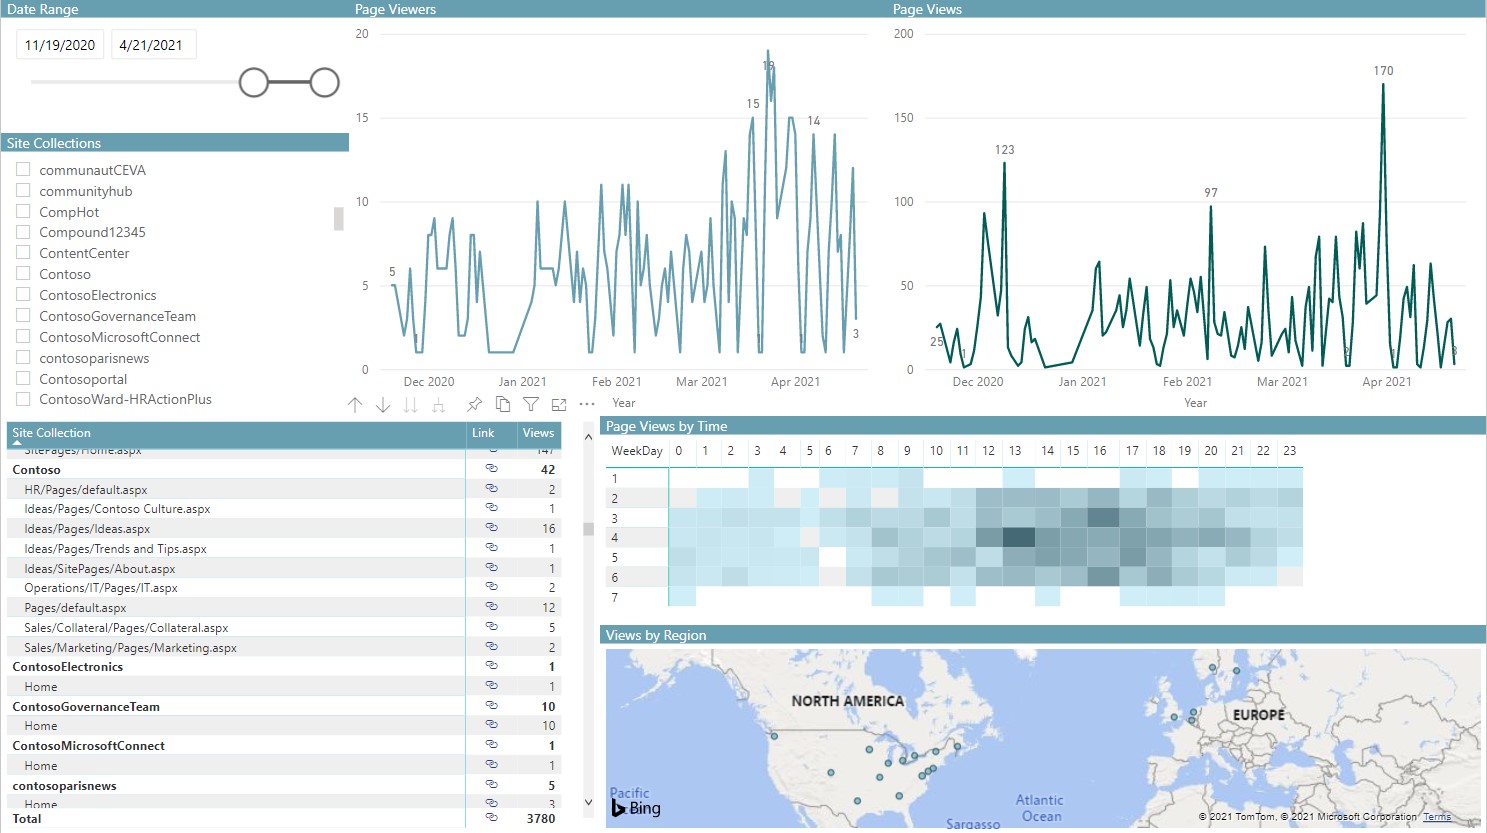 Date Range
11/19/2020 4/21/2021
Site Collections
communautCEVA
communityhub
CompHot
Compound12345
ContentCenter
Contoso
ContosoElectronics
ContosoGovernanceTeam
ContosoMicrosoftConnect
contosoparisnews
Contosoportal
ContosoWard-HRActionPlus
Page Viewers
20
15
10
5
0
5
1
15
19
1
14
1
3
Dec 2020 Jan 2021 Feb 2021 Mar 2021 Apr 2021
Year
Page Views
200
150
100
50
0
25
1
123
97
2
170
1
3
Dec 2020 Jan 2021 Feb 2021 Mar 2021 Apr 2021
Year
Site Collection Link Views
SitePages/Home.aspx 147
Contoso 42
HR/Pages/default.aspx 2
Ideas/Pages/Contoso Culture.aspx 1
Ideas/Pages/Ideas.aspx 16
Ideas/Pages/Trends and Tips.aspx 1
Ideas/SitePages/About.aspx 1
Operations/IT/Pages/IT.aspx 2
Pages/default.aspx 12
Sales/Collateral/Pages/Collateral.aspx 5
Sales/Marketing/Pages/Marketing.aspx 2
ContosoElectronics 1
Home 1
ContosoGovernanceTeam 10
Home 10
ContosoMicrosoftConnect 1
Home 1
contosoparisnews 5
Home 3
Total 3780
Page Views by Time
WeekDay 0 1 2 3 4 5 6 7 8 9 10 11 12 13 14 15 16 17 18 19 20 21 22 23
1
2
3
4
5
6
7
Views by Region
NORTH AMERICA
EUROPE
Pacific
Bing
Atlantic
Ocean
Sargasso
© 2021 TomTom, © 2021 Microsoft Corporation Terms